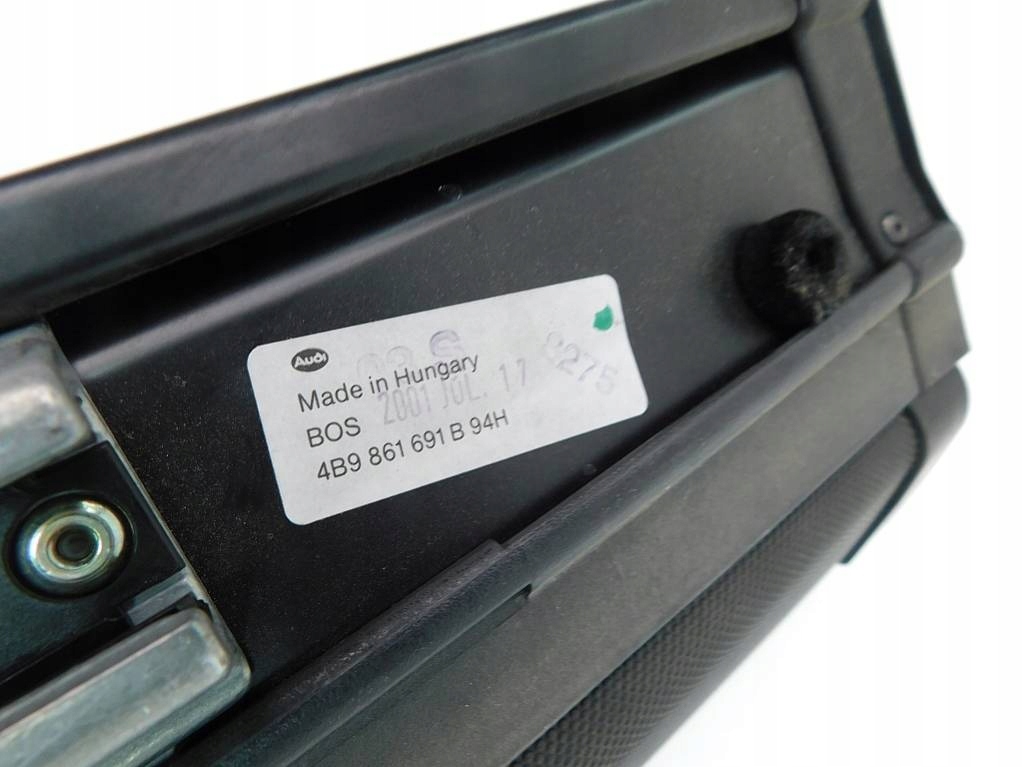 Audi
Made in Hungary
BOS 2001 JUL. 17
4B9 861 691 B 94H